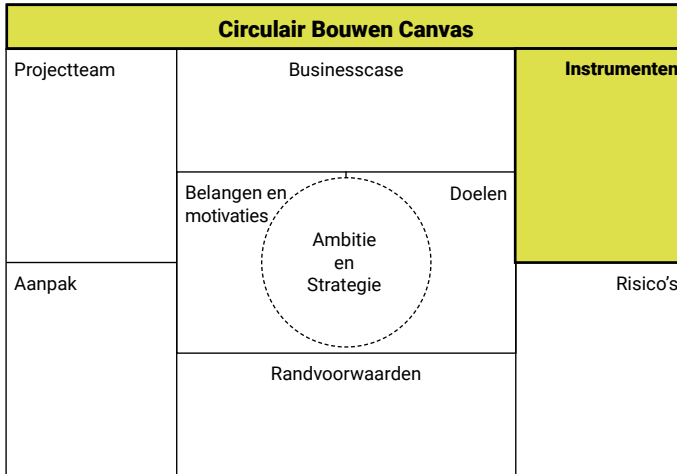 Circulair Bouwen Canvas
Projectteam
Businesscase
Instrumenten
Belangen en
motivaties
Doelen
Ambitie
en
Strategie
Aanpak
Risico’s
Randvoorwaarden